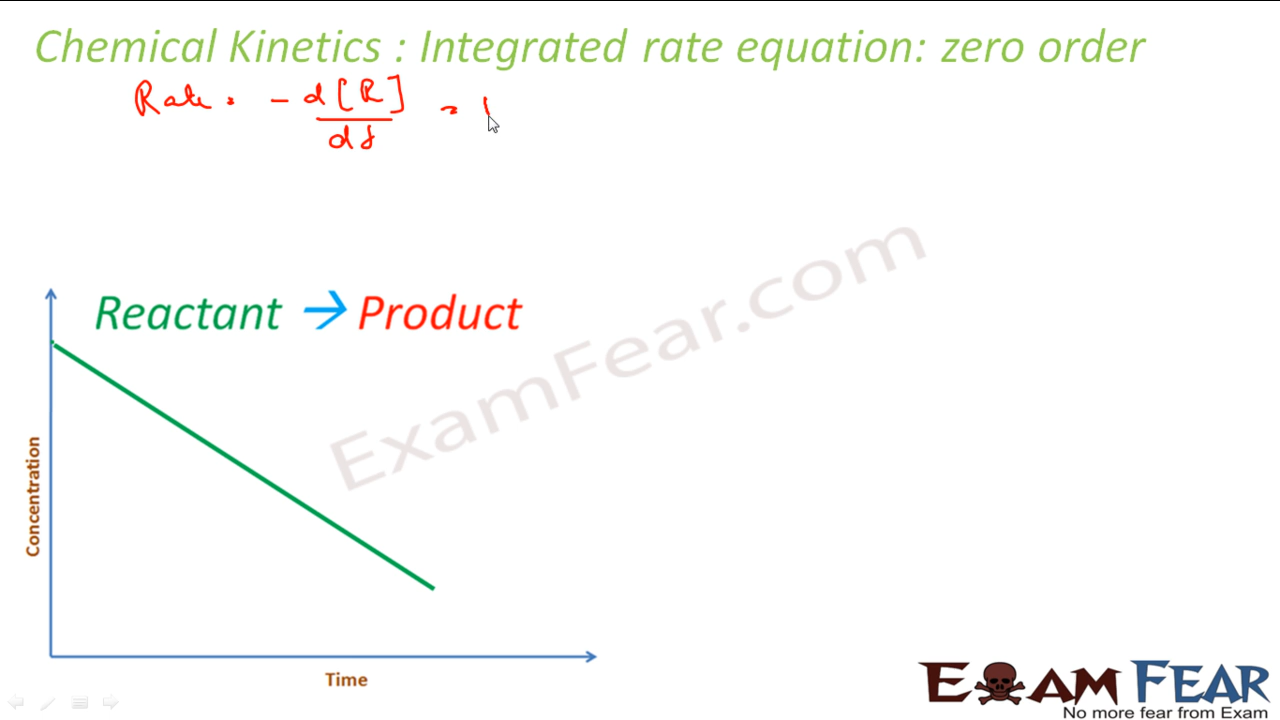 Chemical Kinetics : Integrated rate equation: zero order
Rate = - d[R]/dt =
Reactant → Product
ExamFear.com
Concentration
Time
EXAM FEAR
No more fear from Exam